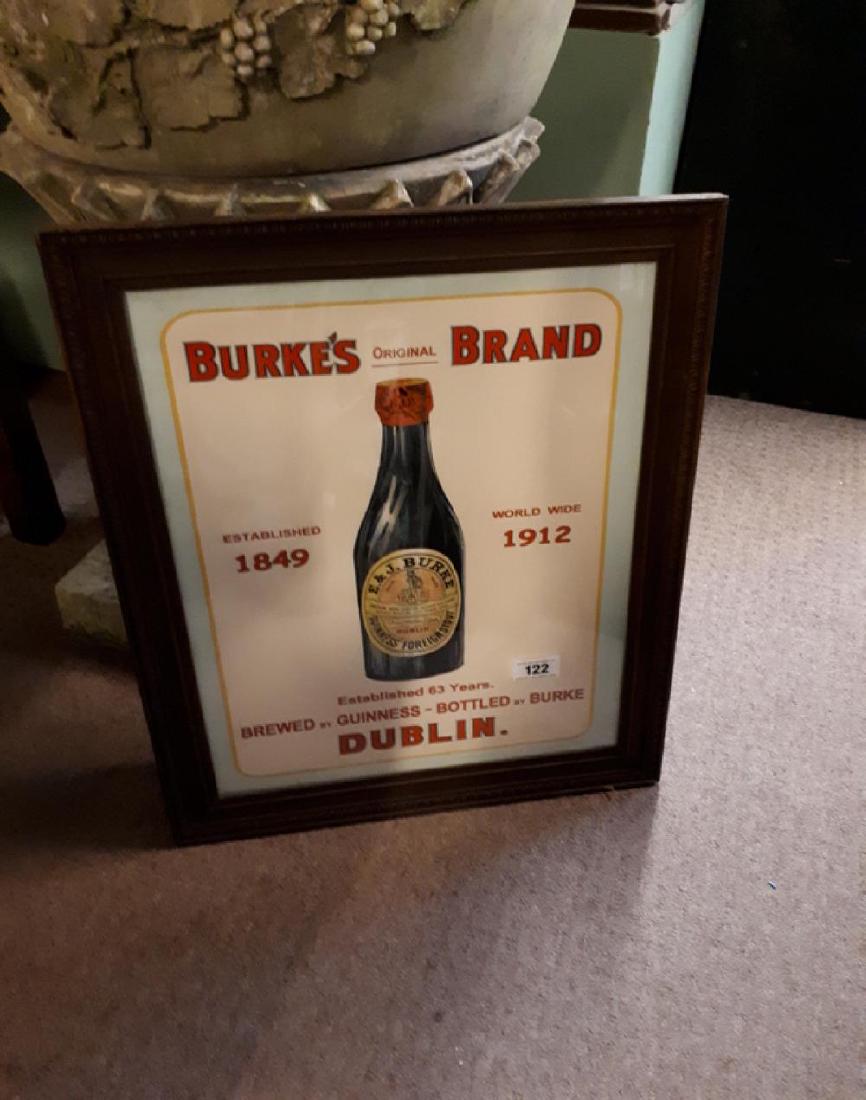 BURKE'S ORIGINAL BRAND
ESTABLISHED
1849
WORLD WIDE
1912
E & J. BURKE
DUBLIN
GUINNESS' FOREIGN STOUT
122
Established 63 Years.
BREWED BY GUINNESS - BOTTLED BY BURKE
DUBLIN.